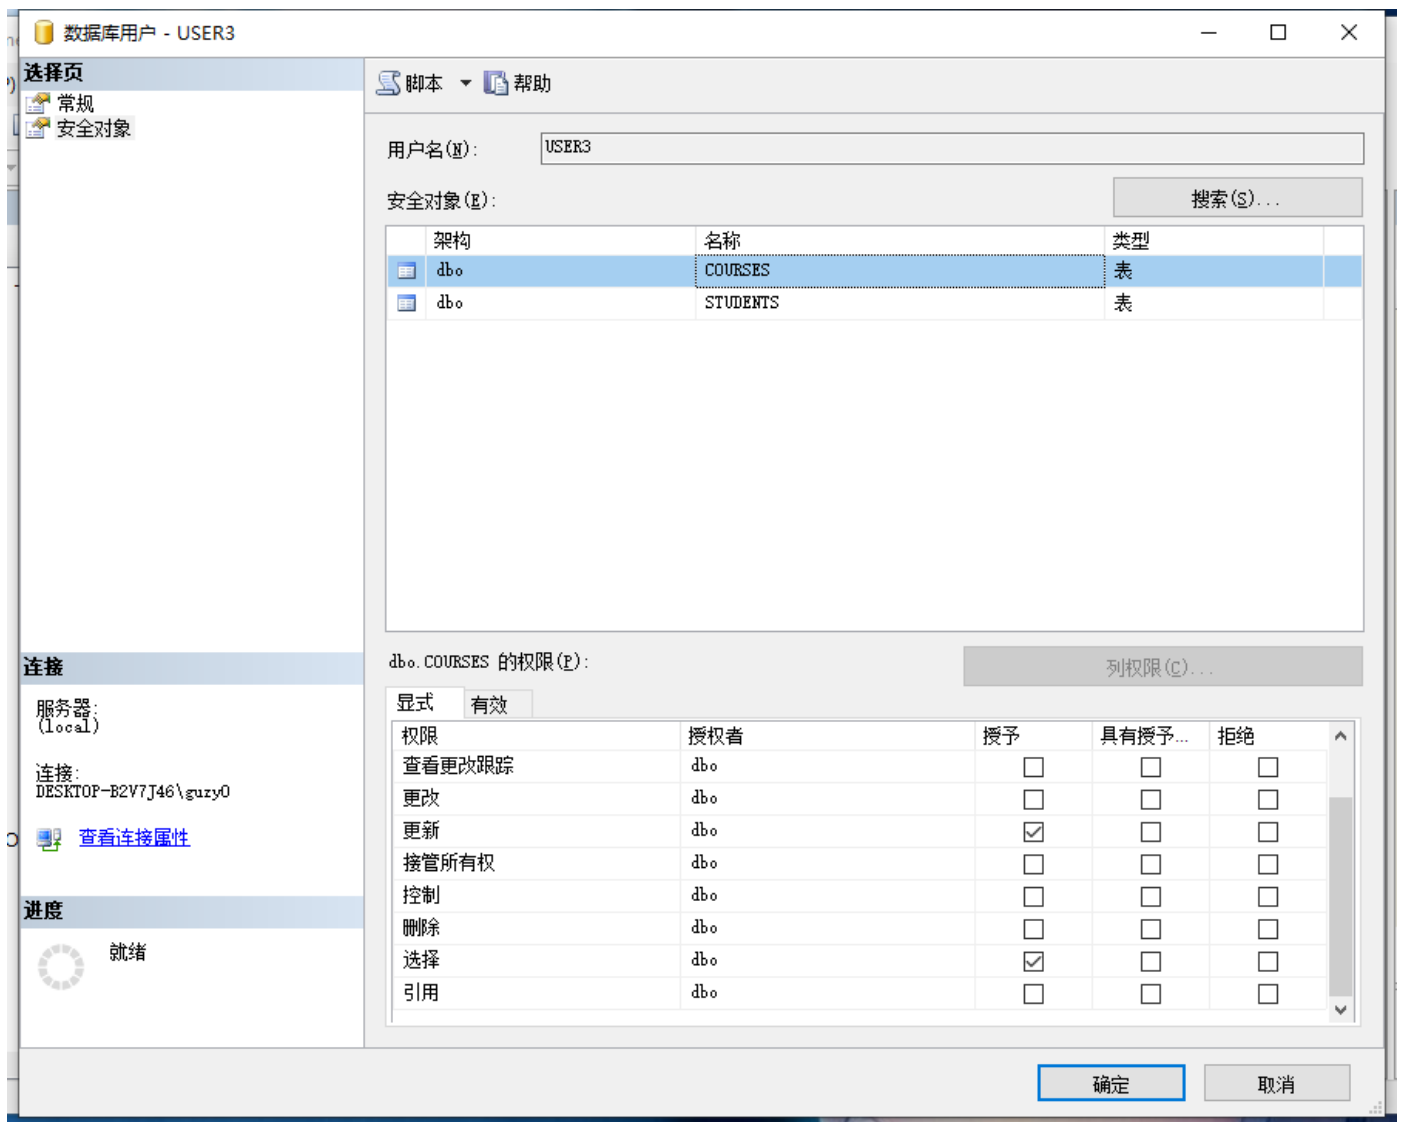 数据库用户 - USER3
选择页
常规
安全对象
脚本 帮助
用户名(N): USER3
安全对象(E): 搜索(S)...
架构 名称 类型
dbo COURSES 表
dbo STUDENTS 表
连接
服务器:
(local)
连接:
DESKTOP-B2V7J46\guzy0
查看连接属性
进度
就绪
dbo.COURSES 的权限(P): 列权限(C)...
显式 有效
权限 授权者 授予 具有授予... 拒绝
查看更改跟踪 dbo
更改 dbo
更新 dbo
接管所有权 dbo
控制 dbo
删除 dbo
选择 dbo
引用 dbo
确定 取消